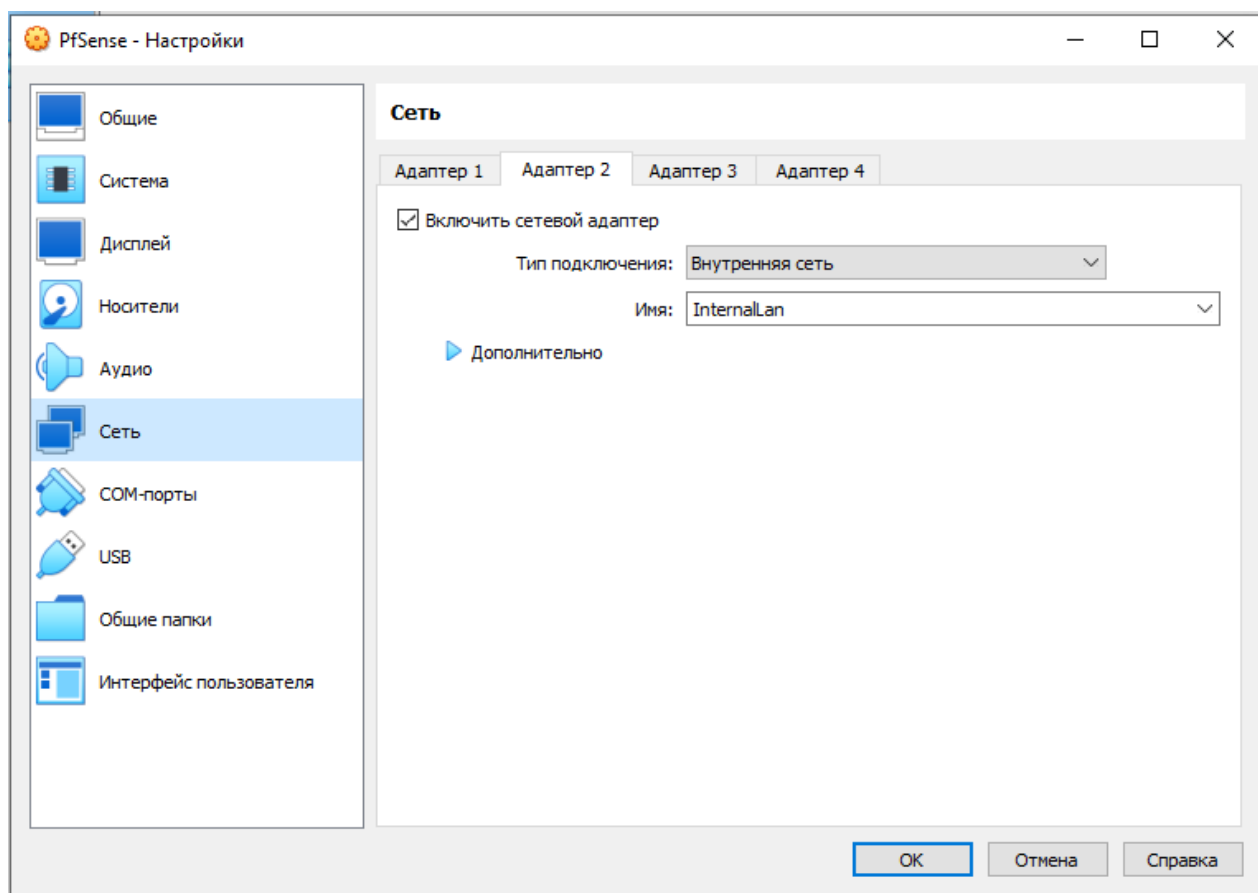 PfSense - Настройки
Общие
Система
Дисплей
Носители
Аудио
Сеть
COM-порты
USB
Общие папки
Интерфейс пользователя
Сеть
Адаптер 1 Адаптер 2 Адаптер 3 Адаптер 4
Включить сетевой адаптер
Тип подключения: Внутренняя сеть
Имя: InternalLan
Дополнительно
OK Отмена Справка